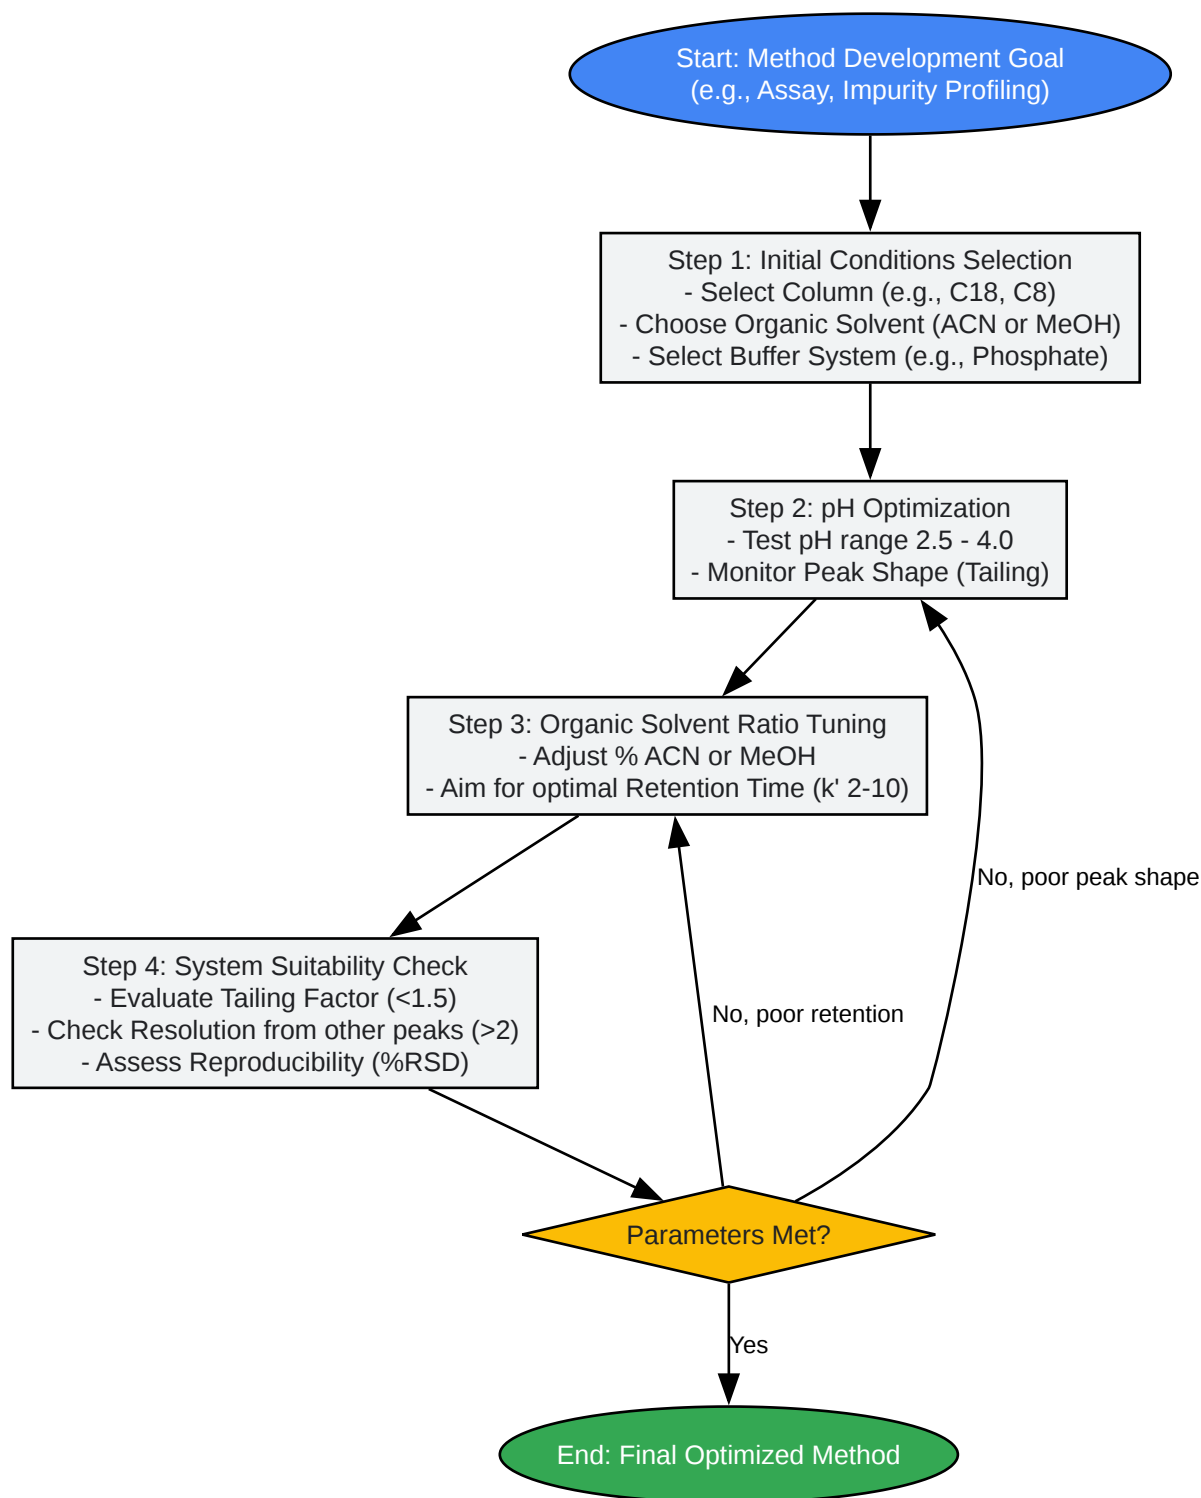 Start: Method Development Goal
(e.g., Assay, Impurity Profiling)
Step 1: Initial Conditions Selection
- Select Column (e.g., C18, C8)
- Choose Organic Solvent (ACN or MeOH)
- Select Buffer System (e.g., Phosphate)
Step 2: pH Optimization
- Test pH range 2.5 - 4.0
- Monitor Peak Shape (Tailing)
Step 3: Organic Solvent Ratio Tuning
- Adjust % ACN or MeOH
- Aim for optimal Retention Time (k' 2-10)
No, poor peak shape
Step 4: System Suitability Check
- Evaluate Tailing Factor (<1.5)
- Check Resolution from other peaks (>2)
- Assess Reproducibility (%RSD)
No, poor retention
Parameters Met?
Yes
End: Final Optimized Method